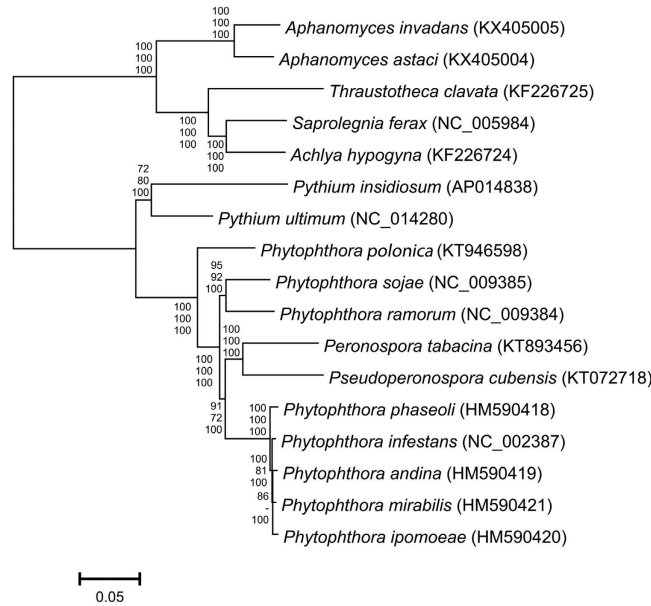 100
100
100
Aphanomyces invadans (KX405005)
100
100
100
Aphanomyces astaci (KX405004)
Thraustotheca clavata (KF226725)
100
100
100
Saprolegnia ferax (NC_005984)
100
100
100
Achlya hypogyna (KF226724)
72
80
100
Pythium insidiosum (AP014838)
Pythium ultimum (NC_014280)
Phytophthora polonica (KT946598)
95
92
100
Phytophthora sojae (NC_009385)
100
100
100
Phytophthora ramorum (NC_009384)
100
100
100
Peronospora tabacina (KT893456)
100
100
100
Pseudoperonospora cubensis (KT072718)
91
72
100
100
100
100
Phytophthora phaseoli (HM590418)
Phytophthora infestans (NC_002387)
100
81
100
Phytophthora andina (HM590419)
86
-
100
Phytophthora mirabilis (HM590421)
Phytophthora ipomoeae (HM590420)
0.05